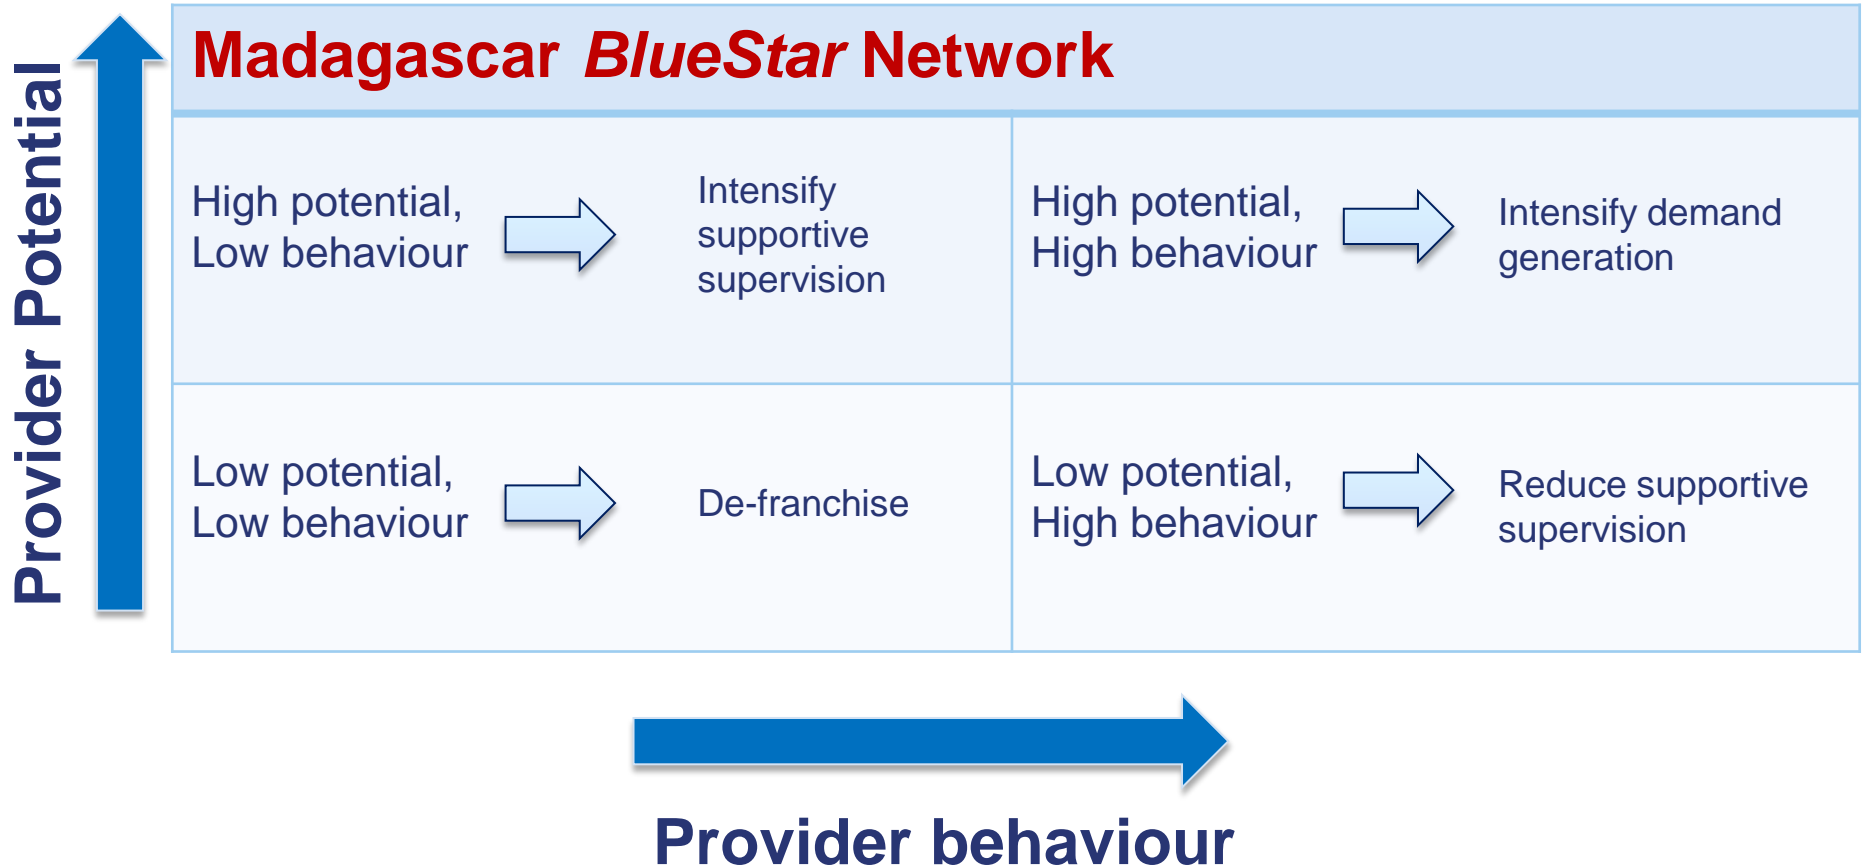 Madagascar BlueStar Network
Provider Potential
High potential,
Low behaviour
Intensify
supportive
supervision
High potential,
High behaviour
Intensify demand
generation
Low potential,
Low behaviour
De-franchise
Low potential,
High behaviour
Reduce supportive
supervision
Provider behaviour